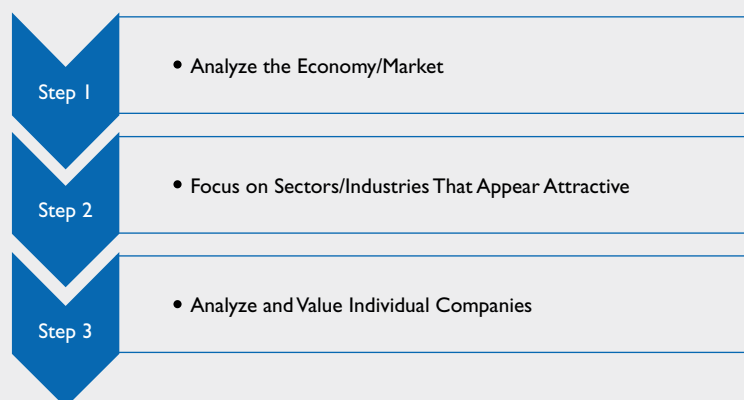 Step 1
• Analyze the Economy/Market
Step 2
• Focus on Sectors/Industries That Appear Attractive
Step 3
• Analyze and Value Individual Companies